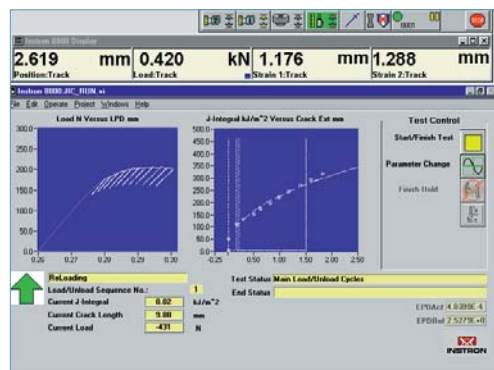 0001
Instron 8800 Display
2.619 mm 0.420 kN 1.176 mm 1.288 mm
Position:Track Load:Track Strain 1:Track Strain 2:Track
Instron 8800 JIC_RUN.vi
File Edit Operate Project Windows Help
Load N Versus LPD mm J-Integral kJ/m^2 Versus Crack Ext mm Test Control
300.0 500.0
250.0 450.0
200.0 400.0
150.0 350.0
100.0 300.0
50.0 250.0
0.0 200.0
150.0
100.0
50.0
0.0
0.26 0.27 0.28 0.29 0.30 -0.25 0.50 1.00 1.50 2.00 2.50
Start/Finish Test
Parameter Change
Finish Hold
ReLoading Test Status Main Load/Unload Cycles
Load/Unload Sequence No.: 1 End Status
Current J-Integral 0.02 kJ/m^2
Current Crack Length 9.88 mm
Current Load -431 N
INSTRON